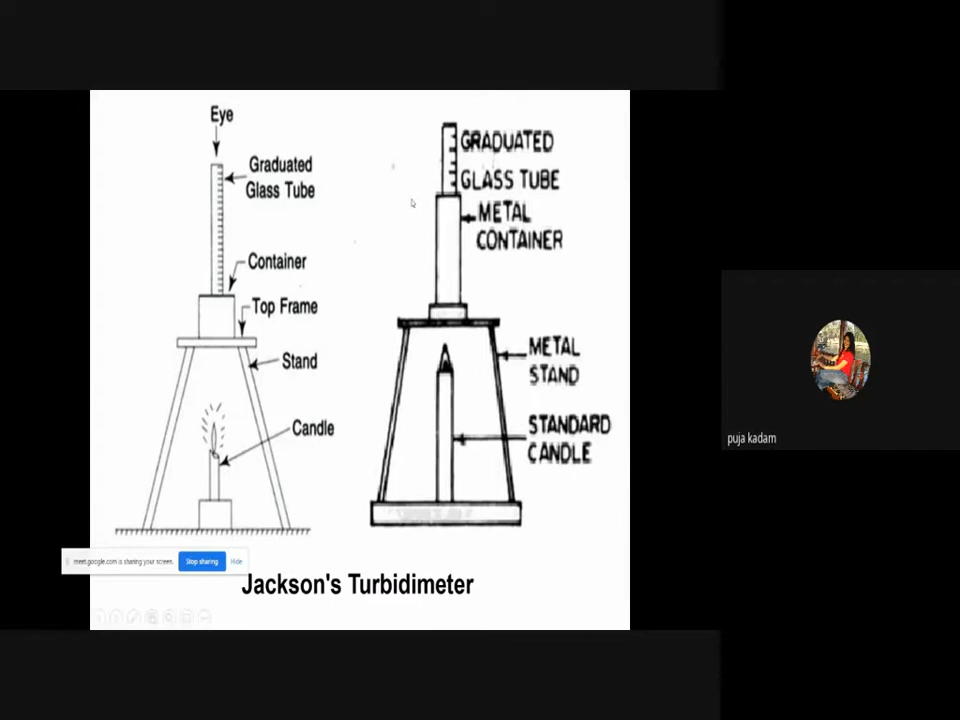 Eye
Graduated
Glass Tube
Container
Top Frame
Stand
Candle
GRADUATED
GLASS TUBE
METAL
CONTAINER
METAL
STAND
STANDARD
CANDLE
meet.google.com is sharing your screen.
Stop sharing
Hide
Jackson's Turbidimeter
puja kadam